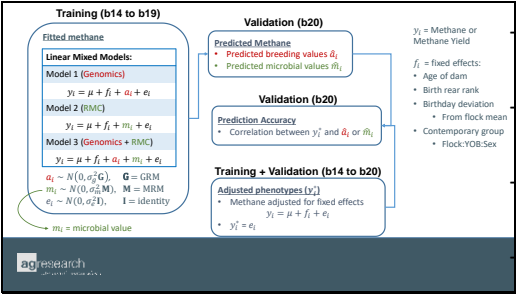 Training (b14 to b19)
Fitted methane
Linear Mixed Models:
Model 1 (Genomics)
yᵢ = μ + fᵢ + aᵢ + eᵢ
Model 2 (RMC)
yᵢ = μ + fᵢ + mᵢ + eᵢ
Model 3 (Genomics + RMC)
yᵢ = μ + fᵢ + aᵢ + mᵢ + eᵢ
aᵢ ~ N(0, σ²g G), G = GRM
mᵢ ~ N(0, σ²m M), M = MRM
eᵢ ~ N(0, σ²e I), I = identity
mᵢ = microbial value
Validation (b20)
Predicted Methane
• Predicted breeding values âᵢ
• Predicted microbial values m̂ᵢ
Validation (b20)
Prediction Accuracy
• Correlation between yᵢ* and âᵢ or m̂ᵢ
Training + Validation (b14 to b20)
Adjusted phenotypes (yᵢ*)
• Methane adjusted for fixed effects
yᵢ = μ + fᵢ + eᵢ
• yᵢ* = eᵢ
yᵢ = Methane or
Methane Yield
fᵢ = fixed effects:
• Age of dam
• Birth rear rank
• Birthday deviation
• From flock mean
• Contemporary group
• Flock:YOB:Sex
agresearch